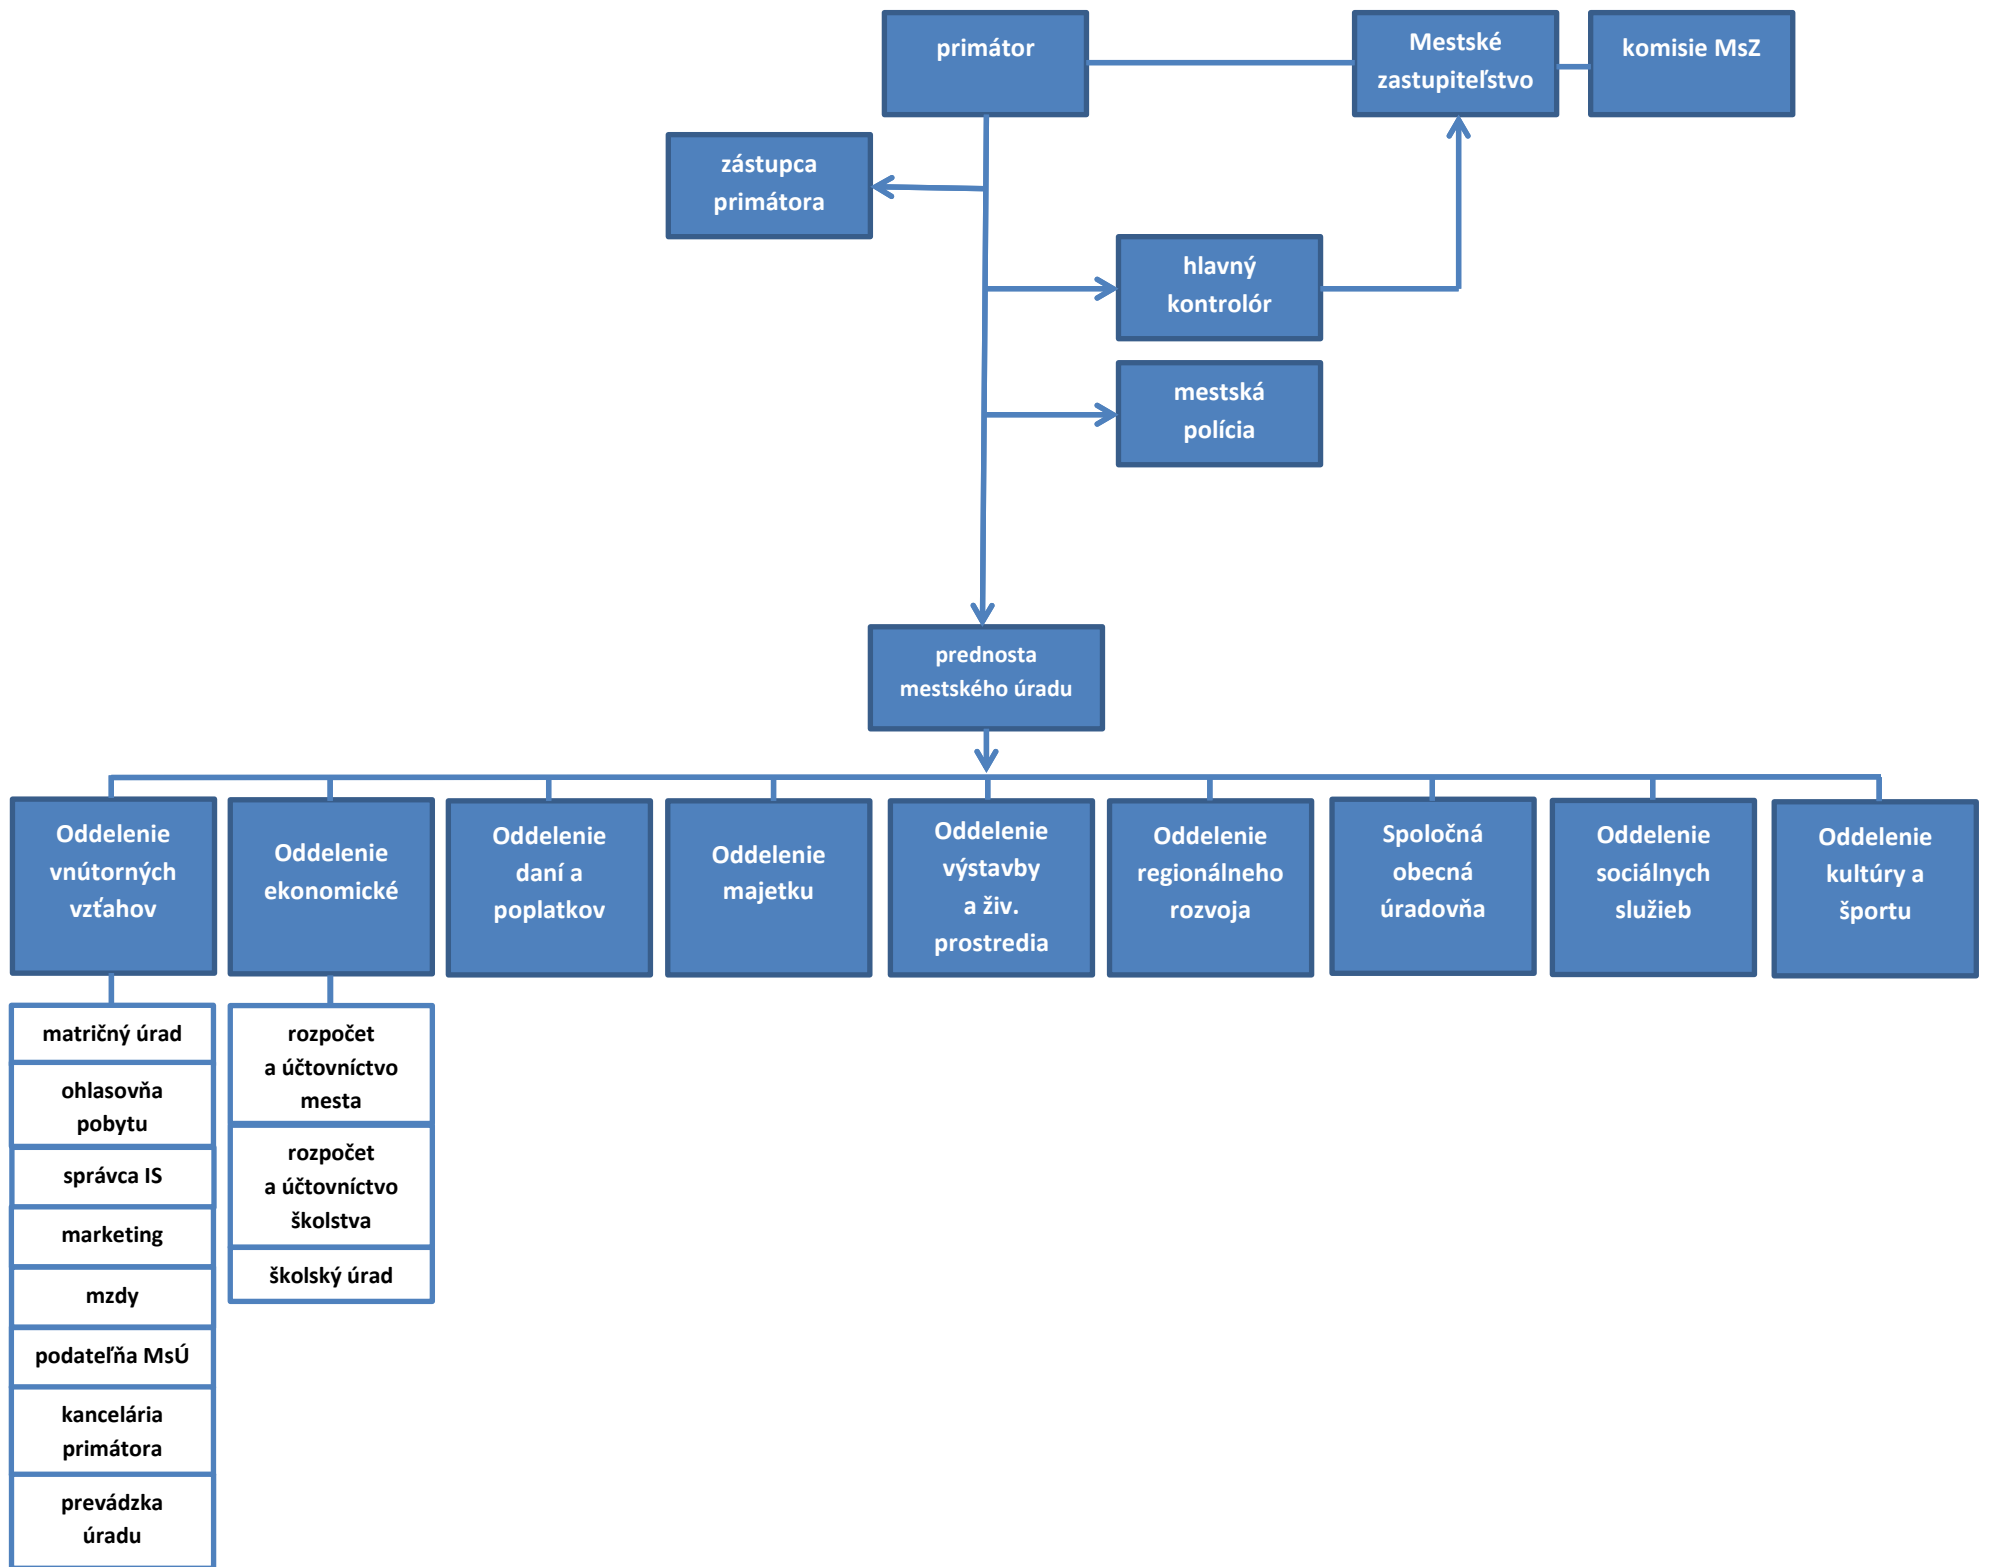 primátor
Mestské
zastupiteľstvo
komisie MsZ
zástupca
primátora
hlavný
kontrolór
mestská
polícia
prednosta
mestského úradu
Oddelenie
vnútorných
vzťahov
Oddelenie
ekonomické
Oddelenie
daní a
poplatkov
Oddelenie
majetku
Oddelenie
výstavby
a živ.
prostredia
Oddelenie
regionálneho
rozvoja
Spoločná
obecná
úradovňa
Oddelenie
sociálnych
služieb
Oddelenie
kultúry a
športu
matričný úrad
ohlasovňa
pobytu
správca IS
marketing
mzdy
podateľňa MsÚ
kancelária
primátora
prevádzka
úradu
rozpočet
a účtovníctvo
mesta
rozpočet
a účtovníctvo
školstva
školský úrad